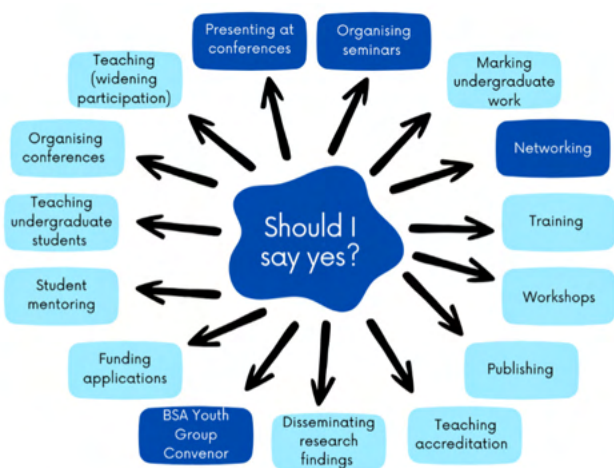 Presenting at
conferences
Organising
seminars
Marking
undergraduate
work
Networking
Training
Workshops
Publishing
Teaching
accreditation
Disseminating
research
findings
BSA Youth
Group
Convenor
Funding
applications
Student
mentoring
Teaching
undergraduate
students
Organising
conferences
Teaching
(widening
participation)
Should I
say yes?